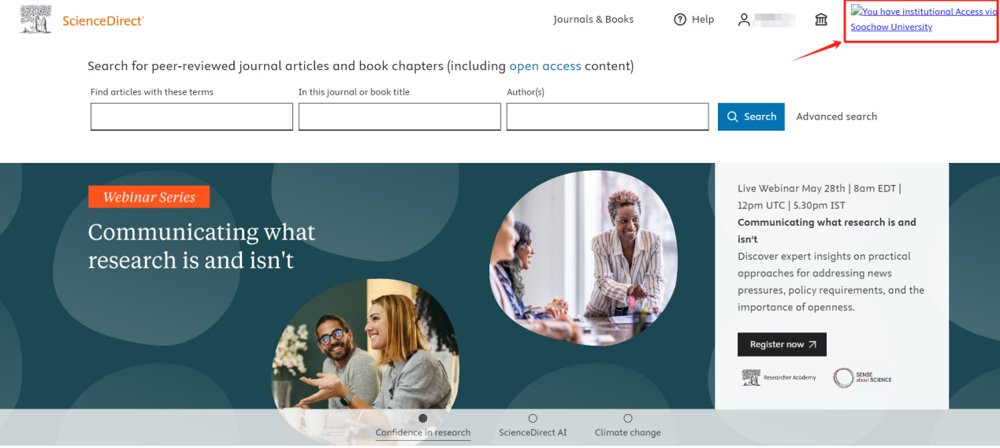 ScienceDirect
Journals & Books
Help
You have institutional Access via
Soochow University
Search for peer-reviewed journal articles and book chapters (including open access content)
Find articles with these terms
In this journal or book title
Author(s)
Search
Advanced search
Webinar Series
Communicating what
research is and isn't
Live Webinar May 28th | 8am EDT |
12pm UTC | 5.30pm IST
Communicating what research is and
isn't
Discover expert insights on practical
approaches for addressing news
pressures, policy requirements, and the
importance of openness.
Register now
Researcher Academy
SENSE
about SCIENCE
Confidence in research
ScienceDirect AI
Climate change